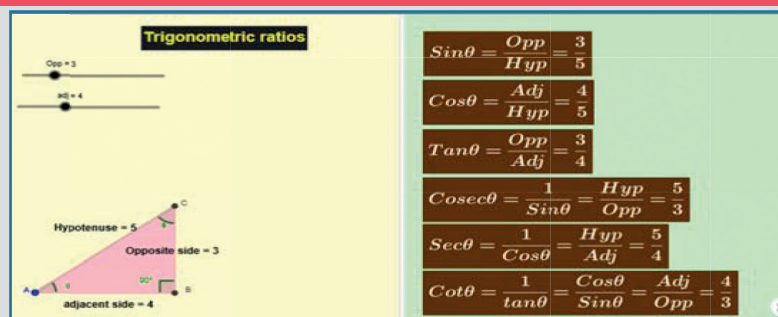 Trigonometric ratios
Opp = 3
adj = 4
C
Hypotenuse = 5
Opposite side = 3
90°
A
θ
B
adjacent side = 4
Sinθ = Opp/Hyp = 3/5
Cosθ = Adj/Hyp = 4/5
Tanθ = Opp/Adj = 3/4
Cosecθ = 1/Sinθ = Hyp/Opp = 5/3
Secθ = 1/Cosθ = Hyp/Adj = 5/4
Cotθ = 1/tanθ = Cosθ/Sinθ = Adj/Opp = 4/3